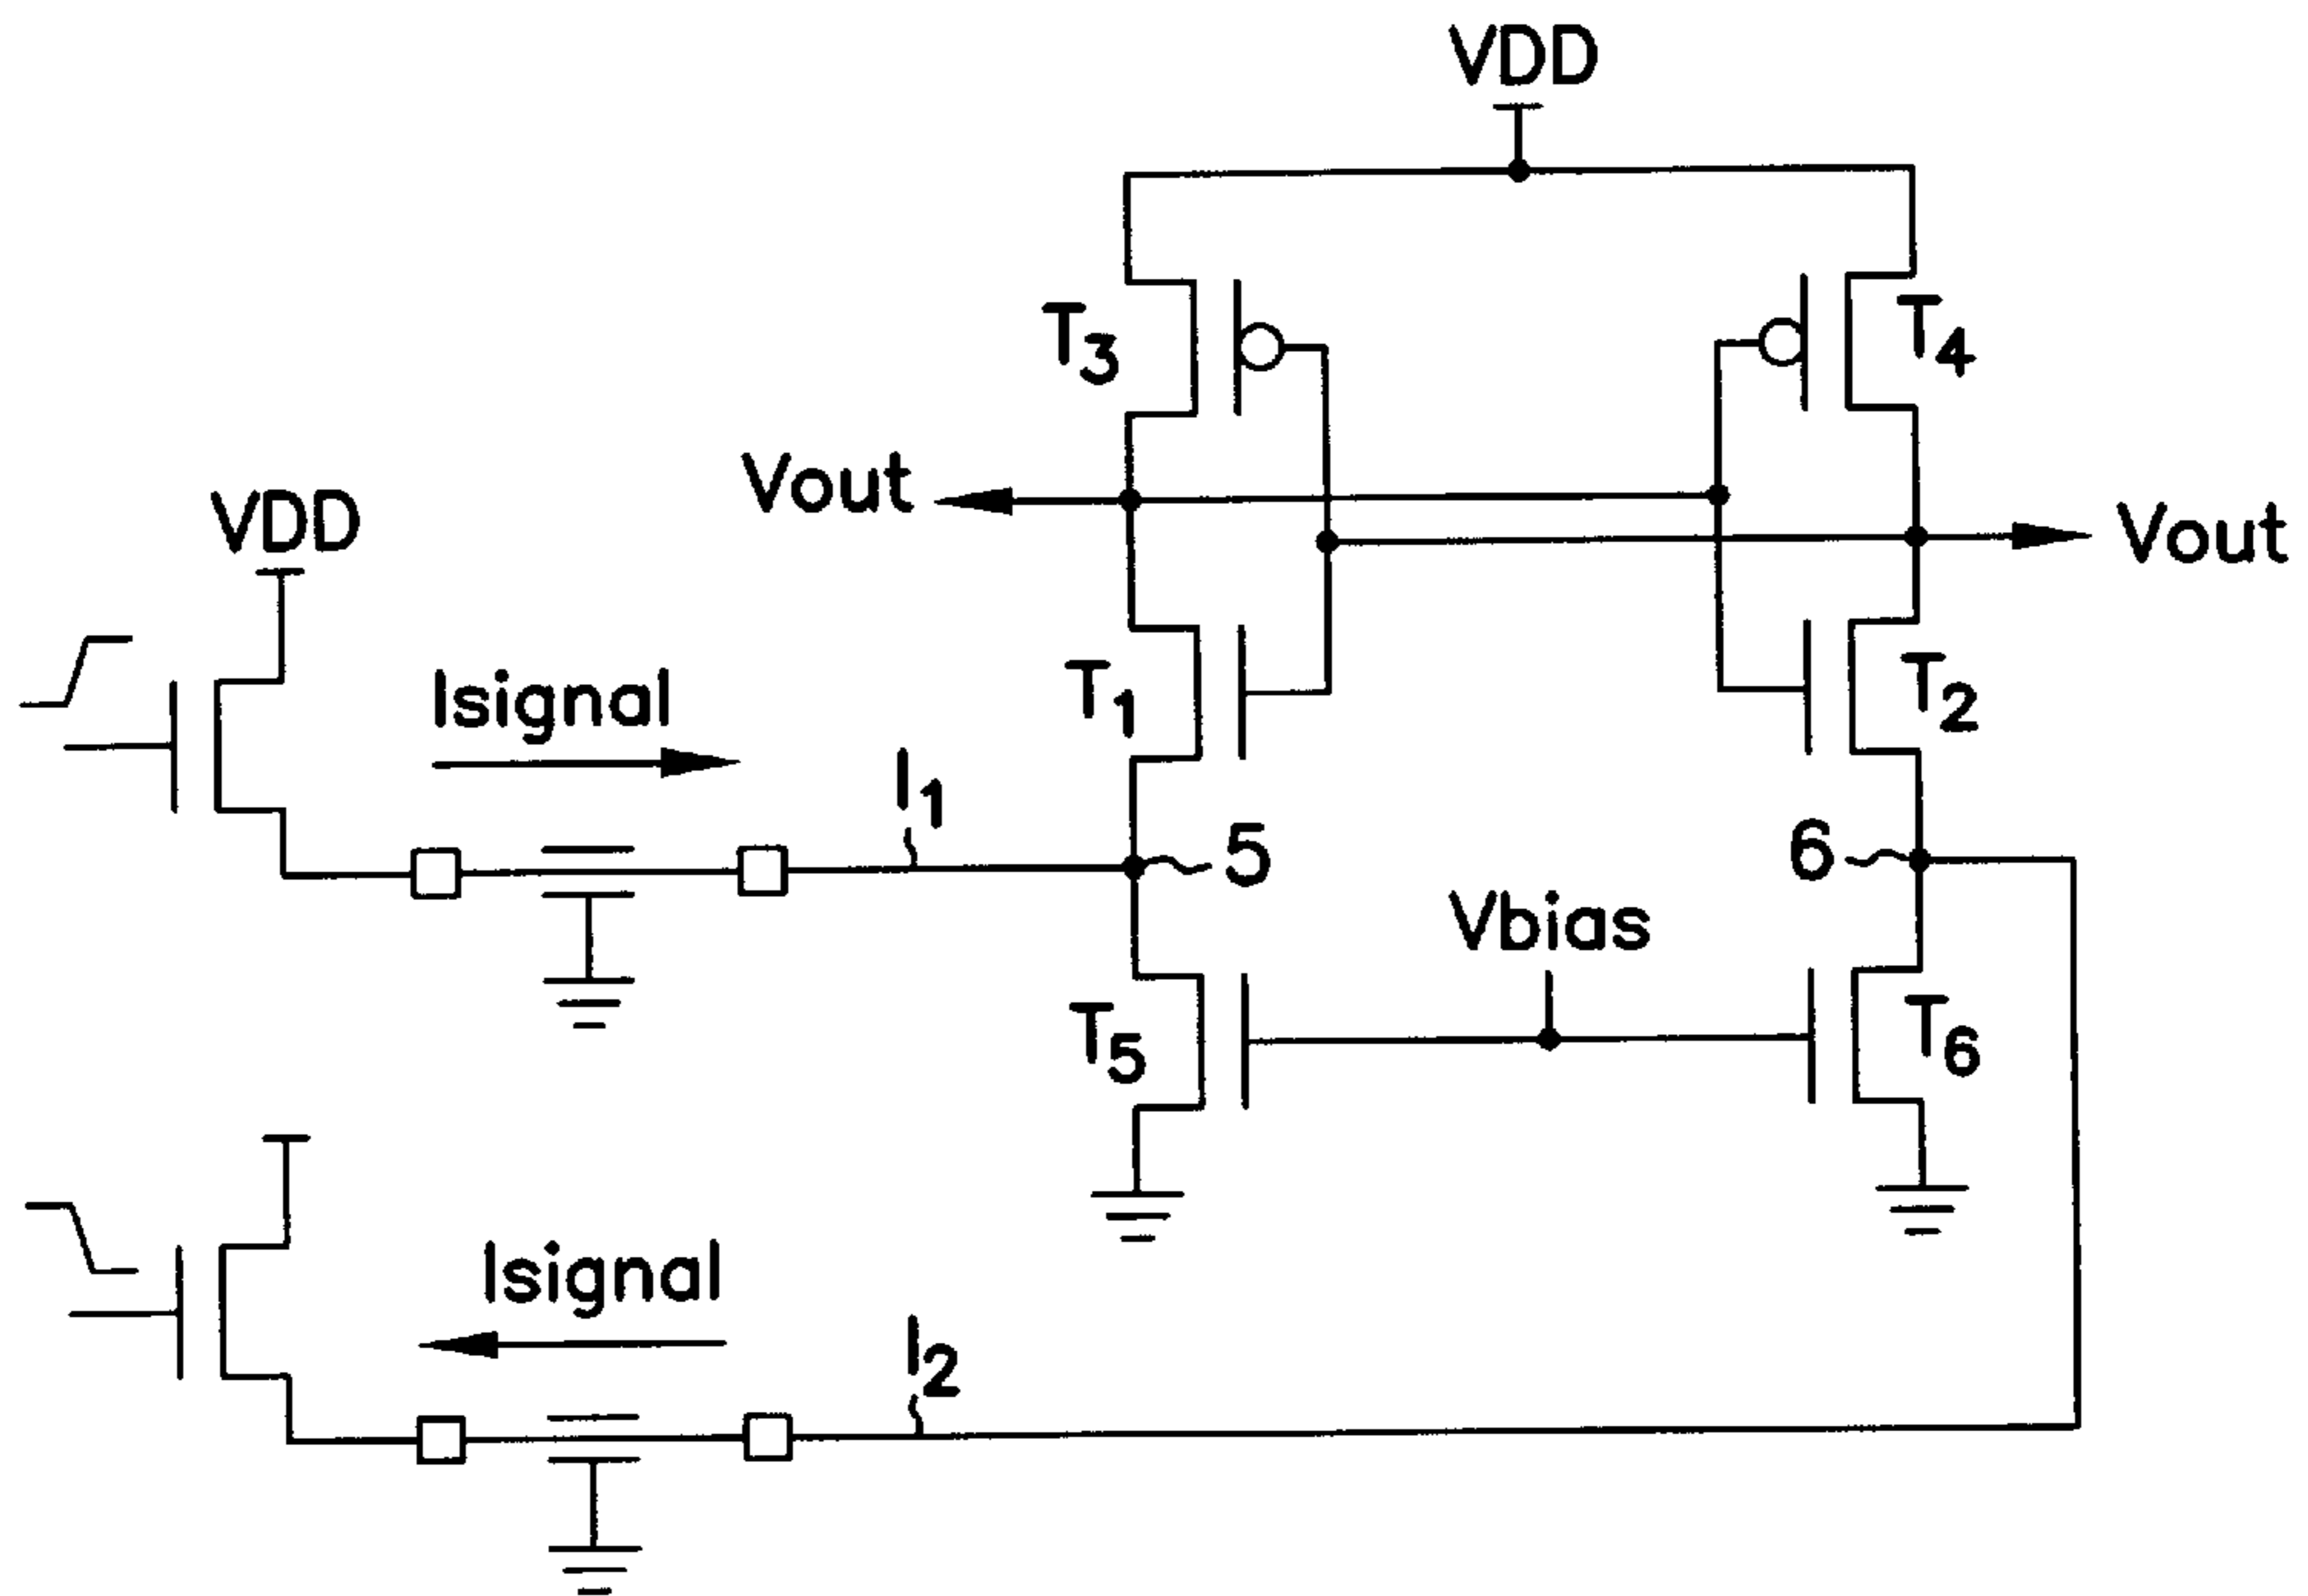 VDD
T3
T4
Vout
VDD
Vout
Isignal
T1
T2
I1
5
6
Vbias
T5
T6
Isignal
I2